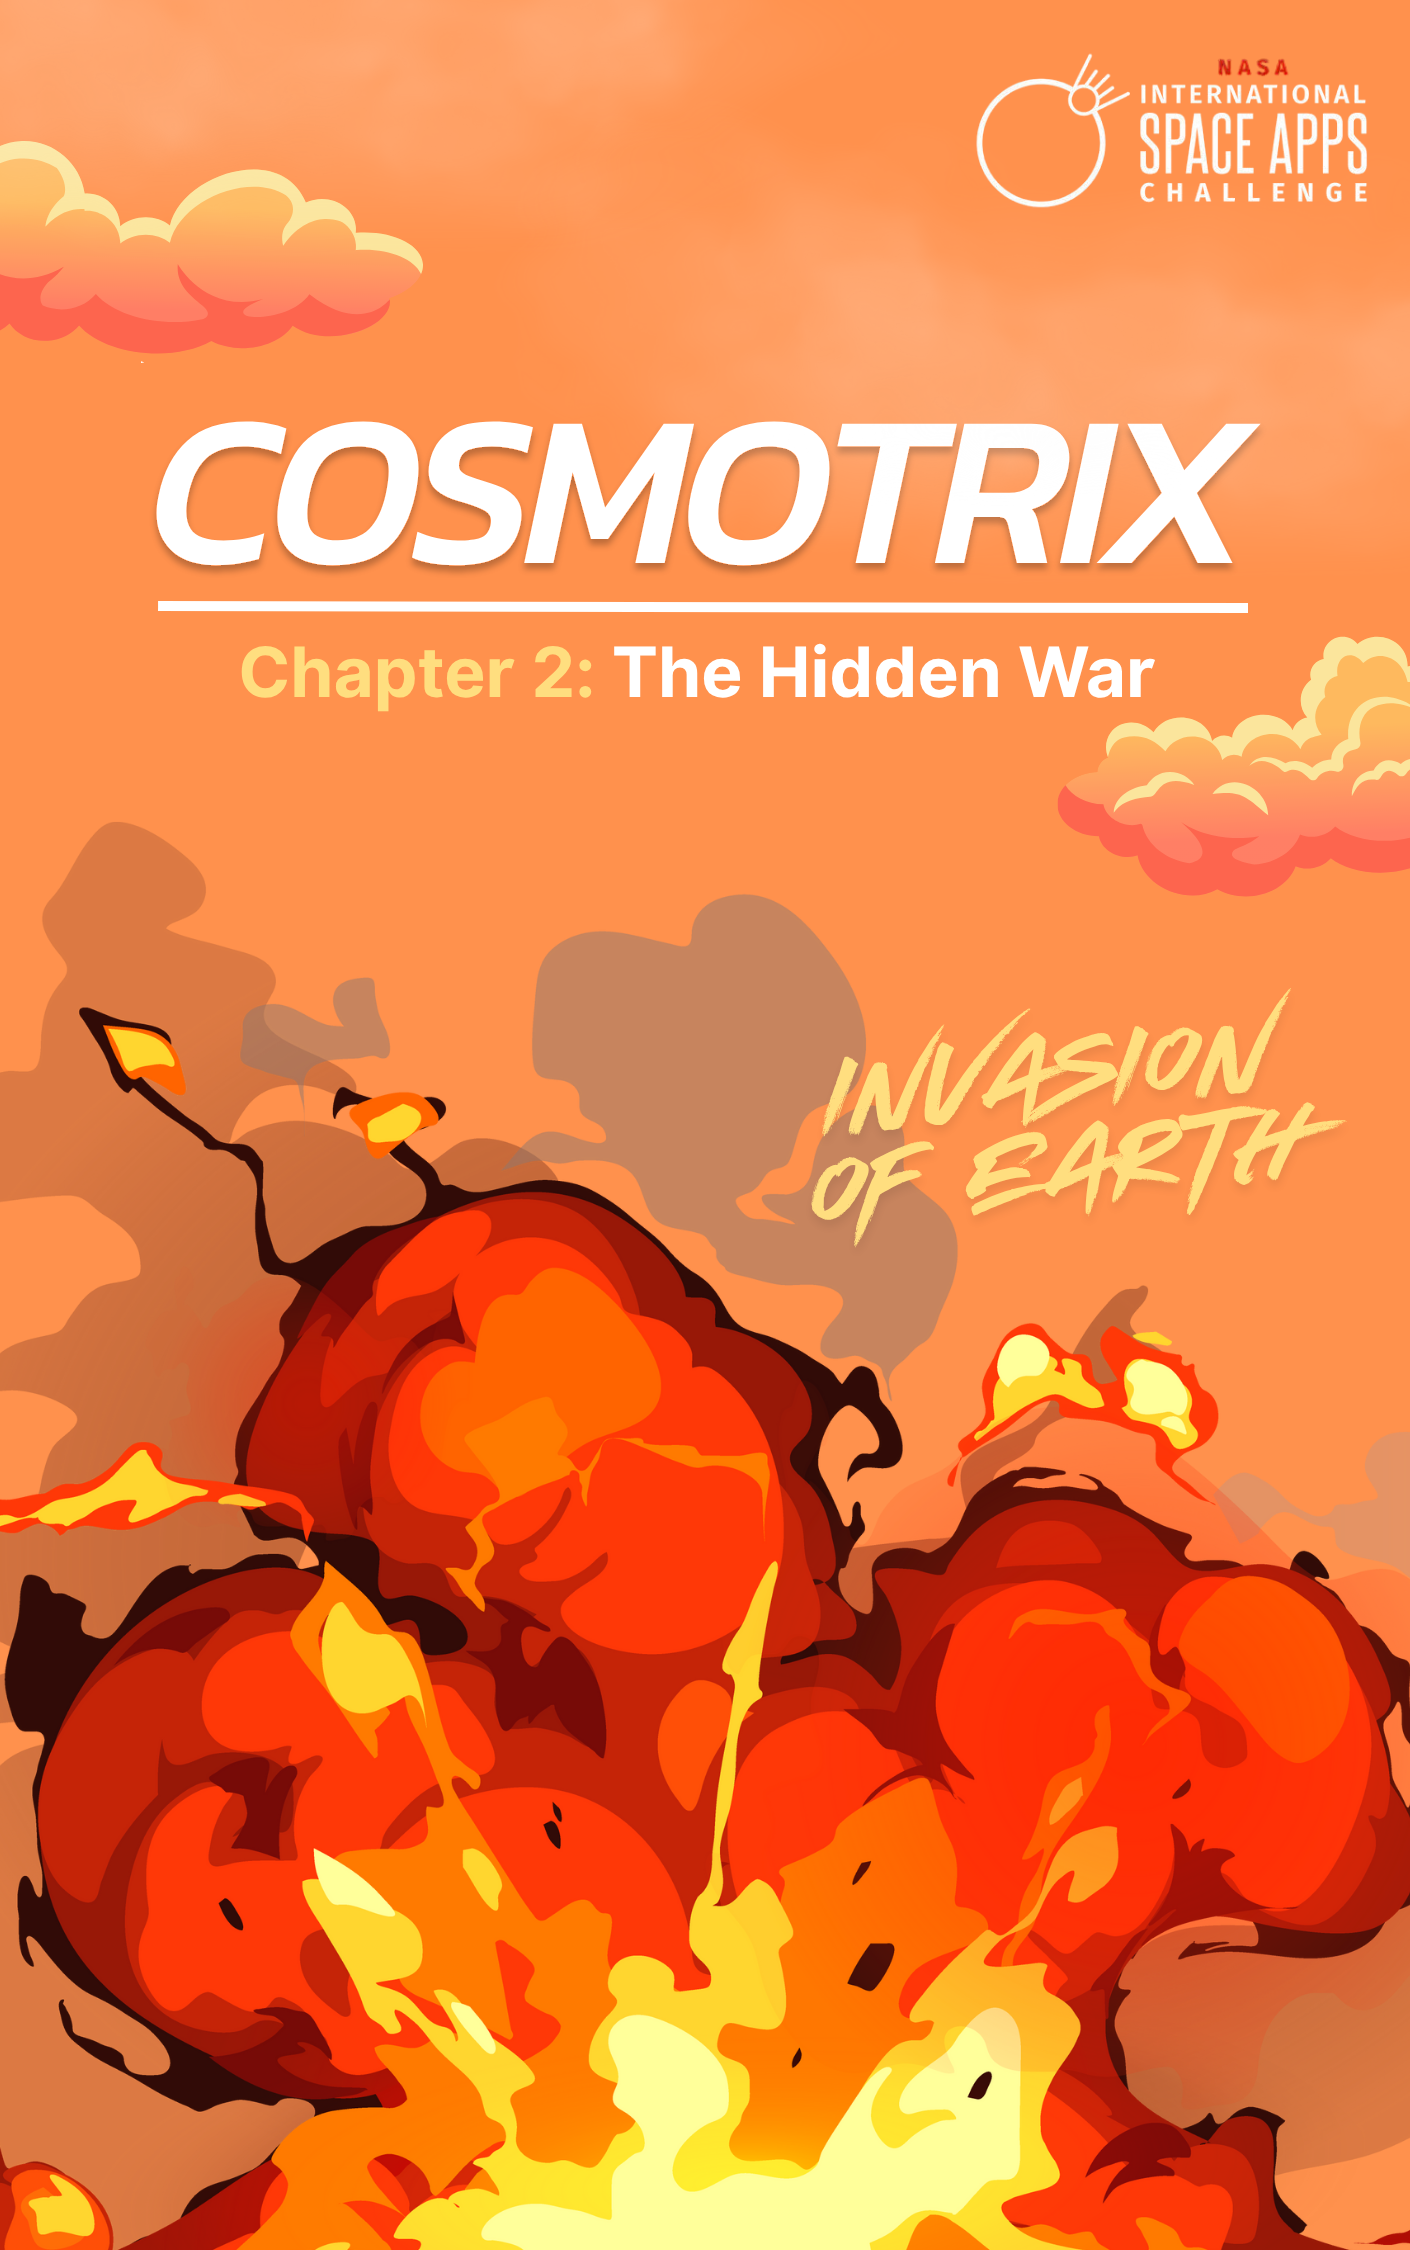 NASA
INTERNATIONAL
SPACE APPS
CHALLENGE
COSMOTRIX
Chapter 2: The Hidden War
INVASION
OF EARTH